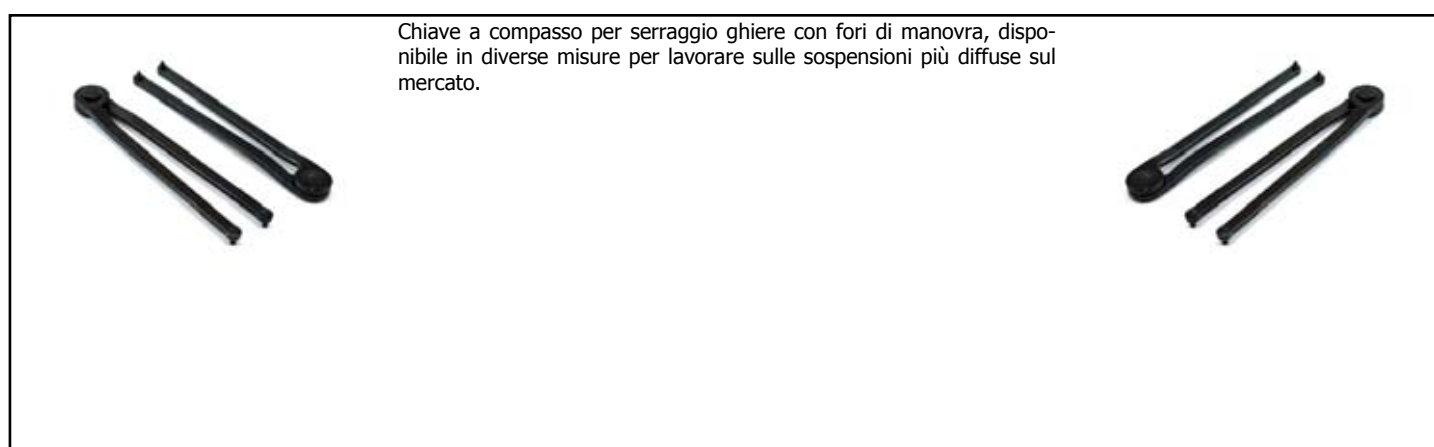 Chiave a compasso per serraggio ghiere con fori di manovra, dispo-
nibile in diverse misure per lavorare sulle sospensioni più diffuse sul
mercato.